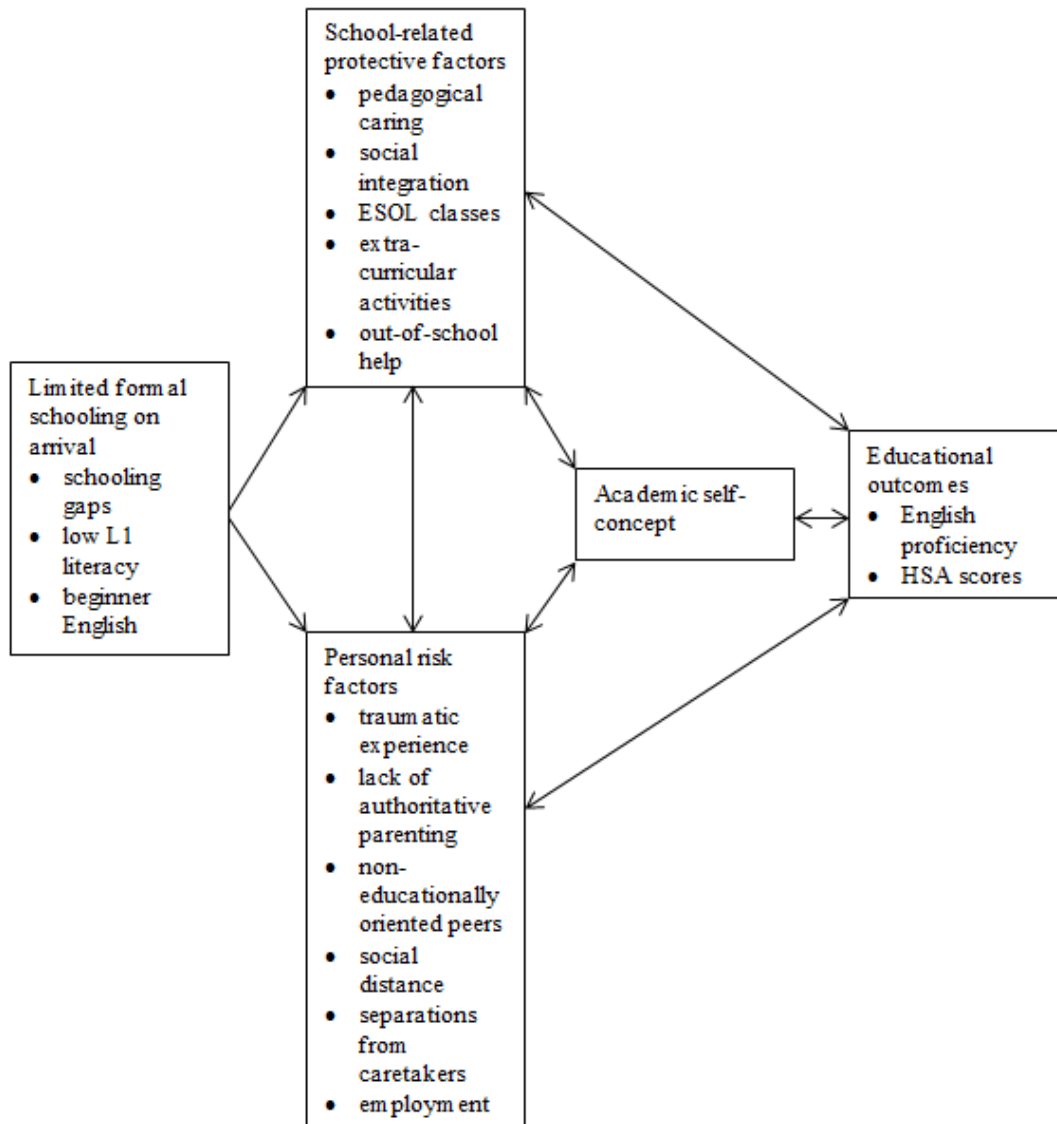 School-related
protective factors
• pedagogical
caring
• social
integration
• ESOL classes
• extra-
curricular
activities
• out-of-school
help
Limited formal
schooling on
arrival
• schooling
gaps
• low L1
literacy
• beginner
English
Academic self-
concept
Educational
outcomes
• English
proficiency
• HSA scores
Personal risk
factors
• traumatic
experience
• lack of
authoritative
parenting
• non-
educationally
oriented peers
• social
distance
• separations
from
caretakers
• employment